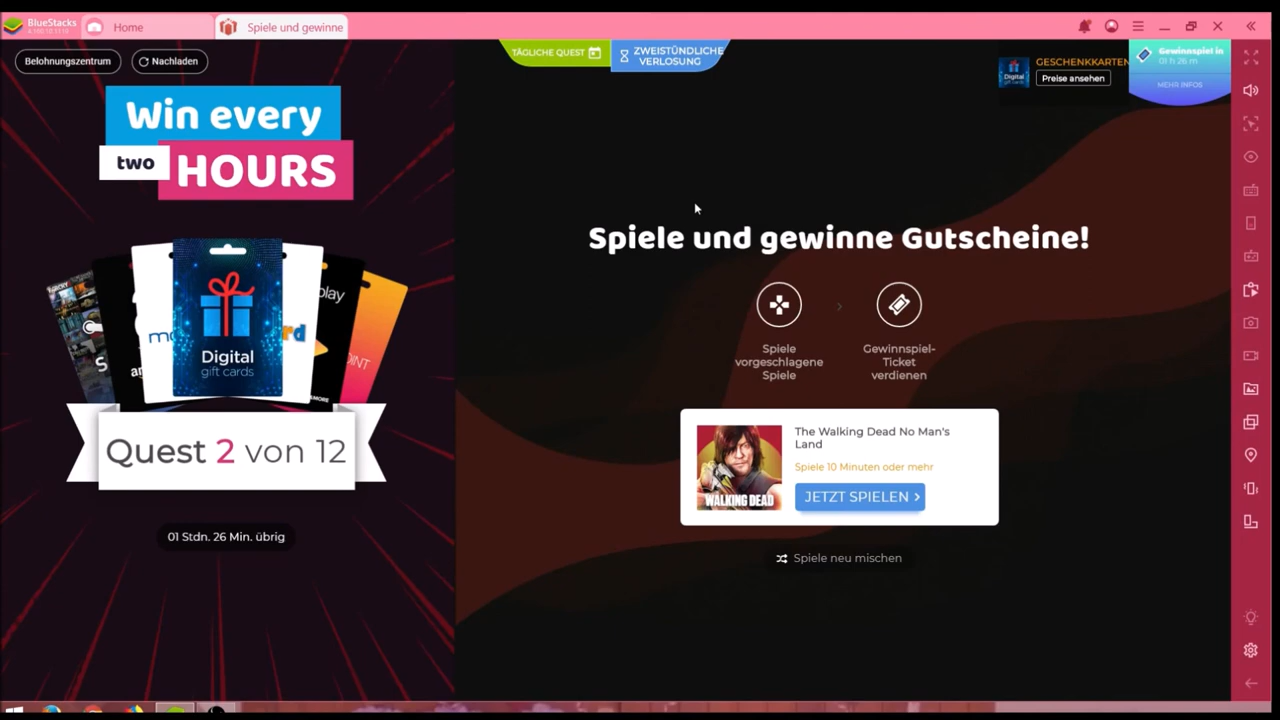 BlueStacks
Home
Spiele und gewinne
Belohnungszentrum
Nachladen
TÄGLICHE QUEST
ZWEISTÜNDLICHE
VERLOSUNG
Digital
GESCHENKKARTEN
Preise ansehen
Gewinnspiel in
01 h 26 m
MEHR INFOS
Win every
two
HOURS
Digital
gift cards
Quest 2 von 12
01 Stdn. 26 Min. übrig
Spiele und gewinne Gutscheine!
Spiele
vorgeschlagene
Spiele
Gewinnspiel-
Ticket
verdienen
The Walking Dead No Man's
Land
Spiele 10 Minuten oder mehr
WALKING DEAD
JETZT SPIELEN
Spiele neu mischen